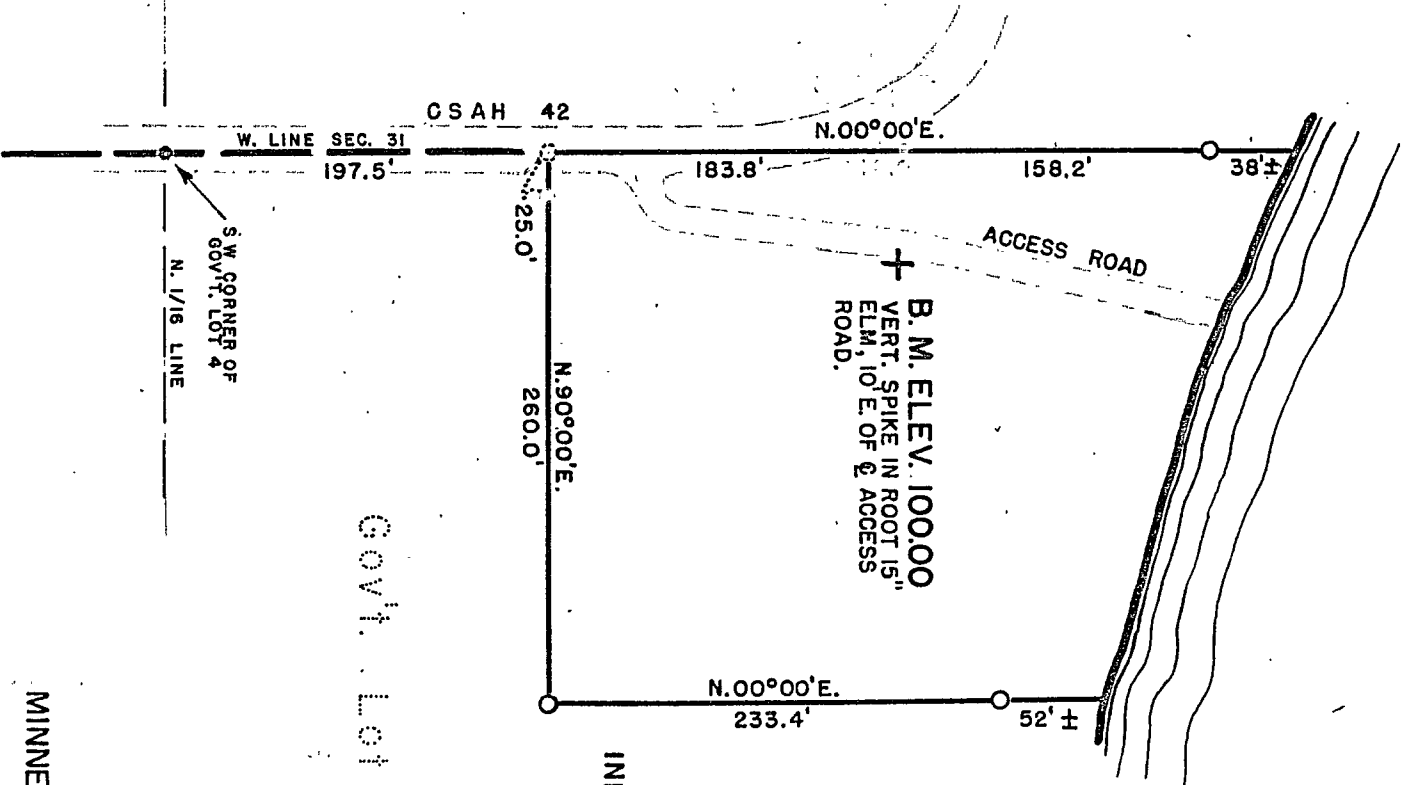 CSAH 42
W. LINE SEC. 31
197.5'
N.00°00'E.
183.8'
158.2'
38'±
25.0'
ACCESS ROAD
S W CORNER OF
GOV'T. LOT 4
N. 1/16 LINE
B. M. ELEV. 100.00
VERT. SPIKE IN ROOT 15"
ELM, 10' E. OF ℄ ACCESS
ROAD.
N.90°00'E.
260.0'
Gov't. Lot
N.00°00'E.
233.4'
52' ±
MINNE
IN